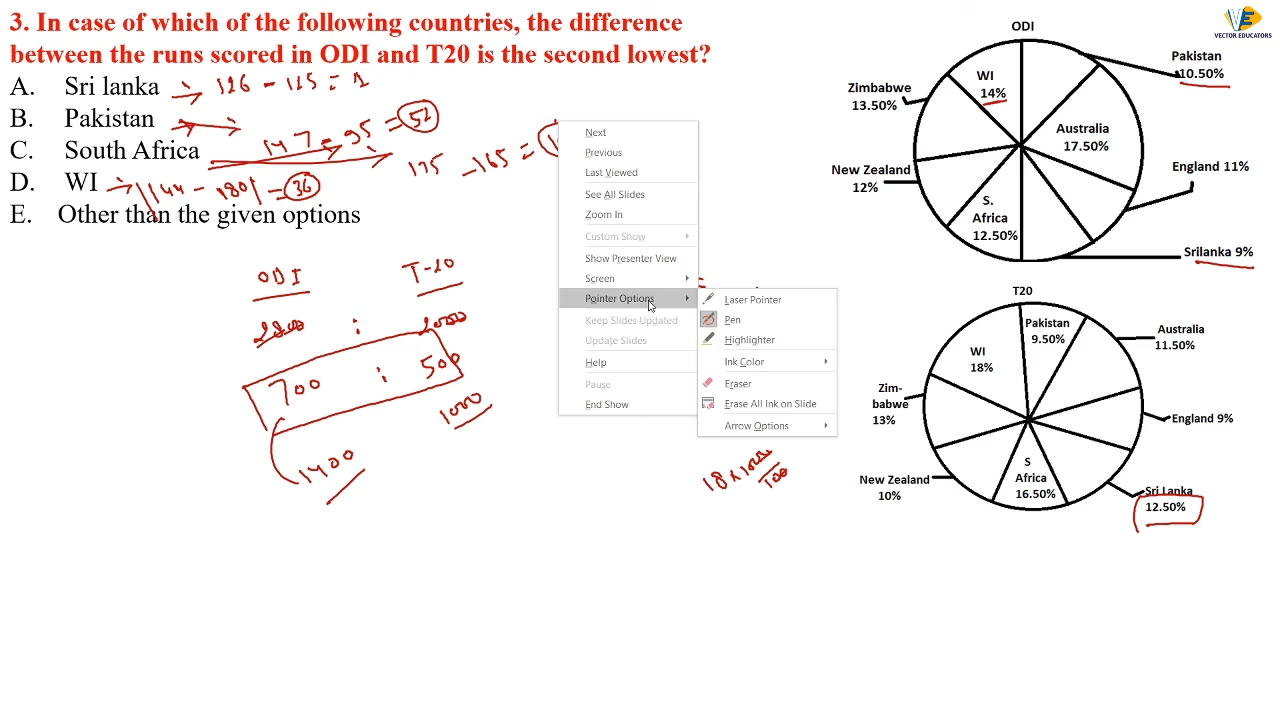 3. In case of which of the following countries, the difference
between the runs scored in ODI and T20 is the second lowest?
A. Sri lanka → 126 - 125 = 1
B. Pakistan → 147 - 95 = 52
C. South Africa → 175 - 165 =
D. WI → 144 - 180 = 36
E. Other than the given options
ODI T-20
2800 : 2000
700 : 500
1000
1400
18 × 1000
100
Next
Previous
Last Viewed
See All Slides
Zoom In
Custom Show
Show Presenter View
Screen
Pointer Options
Keep Slides Updated
Update Slides
Help
Pause
End Show
Laser Pointer
Pen
Highlighter
Ink Color
Eraser
Erase All Ink on Slide
Arrow Options
VE
VECTOR EDUCATORS
ODI
Pakistan
10.50%
WI
14%
Zimbabwe
13.50%
Australia
17.50%
England 11%
New Zealand
12%
S.
Africa
12.50%
Srilanka 9%
T20
Pakistan
9.50%
Australia
11.50%
WI
18%
Zim-
babwe
13%
England 9%
New Zealand
10%
S
Africa
16.50%
Sri Lanka
12.50%